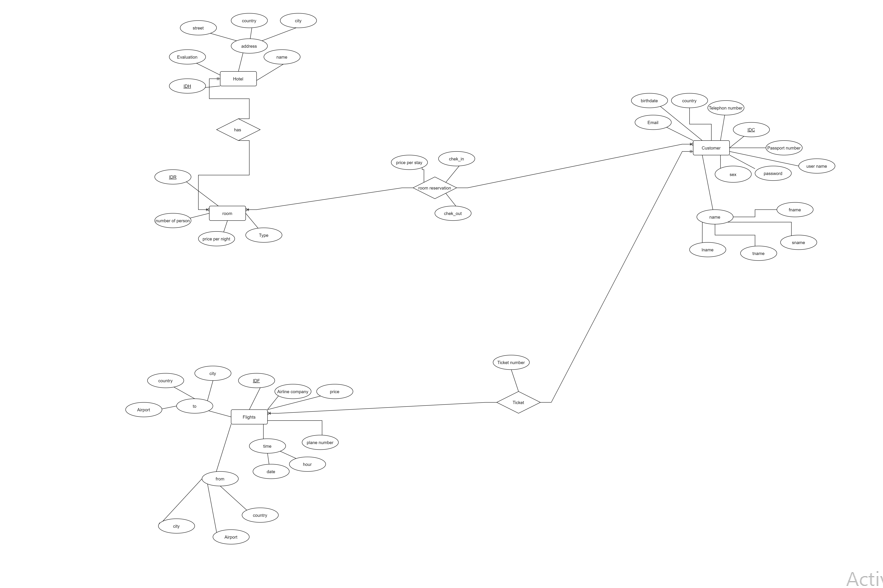 country
city
street
address
Evaluation
name
Hotel
IDH
has
IDR
number of person
room
price per night
Type
price per stay
chek_in
room reservation
chek_out
birthdate
country
Telephon number
Email
IDC
Customer
Passport number
user name
sex
password
name
fname
lname
lname
ename
Ticket number
Ticket
city
country
IDF
Airline company
price
Airport
to
Flights
time
plane number
date
hour
from
city
Airport
country
Activ